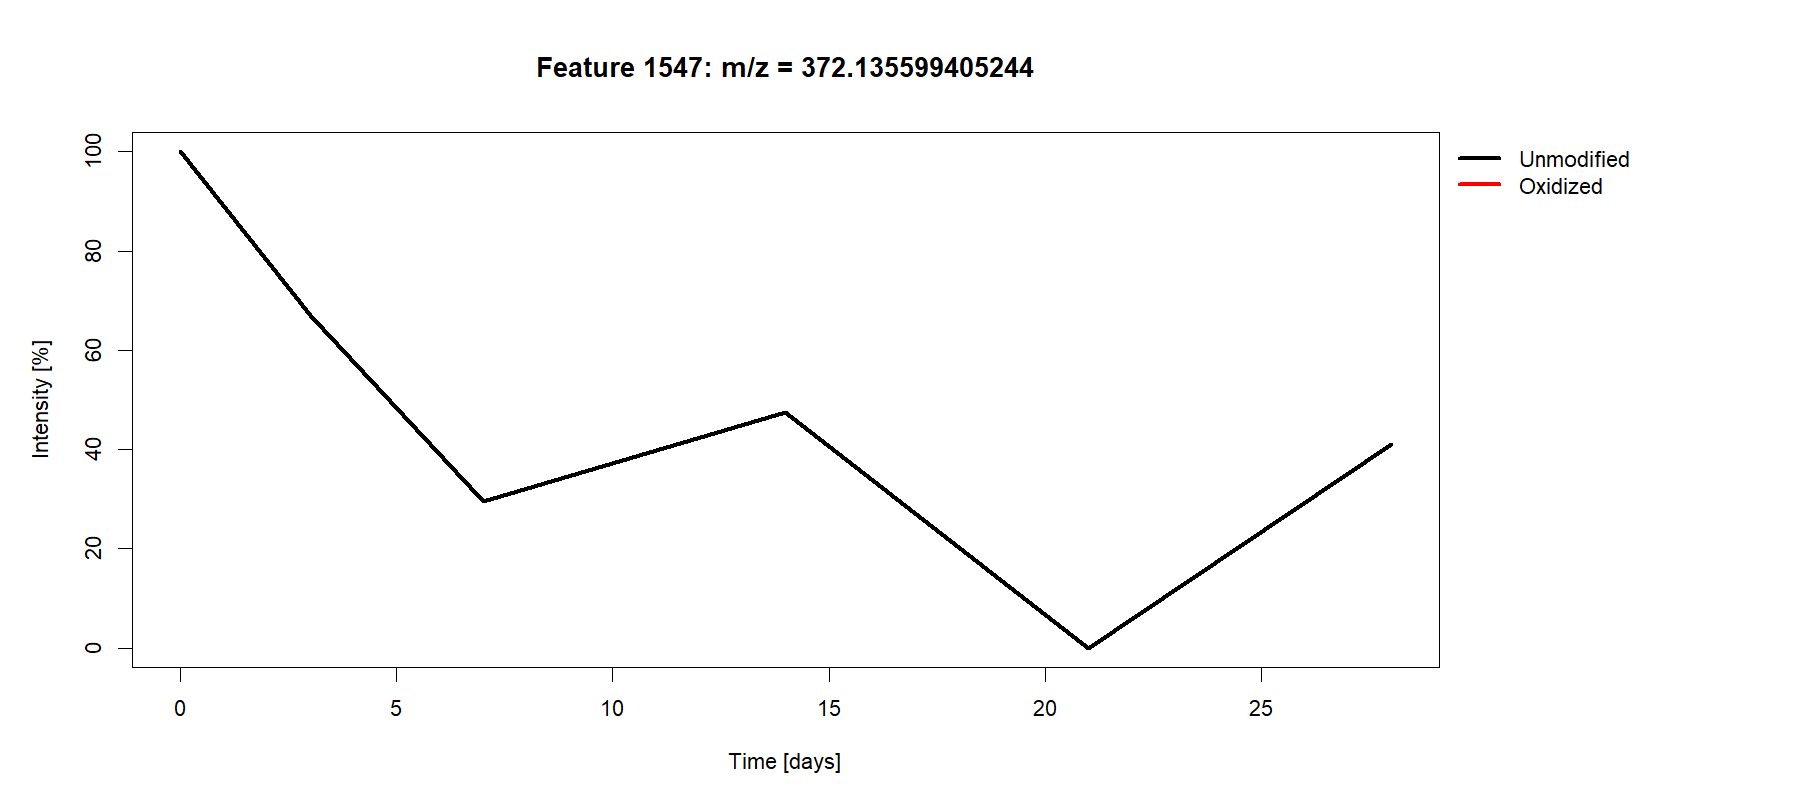 Feature 1547: m/z = 372.135599405244
Unmodified
Oxidized
Intensity [%]
100
80
60
40
20
0
0 5 10 15 20 25
Time [days]